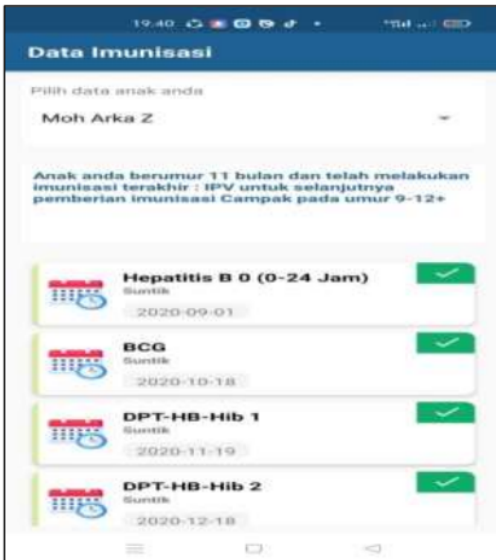 19:40
Data Imunisasi
Pilih data anak anda
Moh Arka Z
Anak anda berumur 11 bulan dan telah melakukan
imunisasi terakhir : IPV untuk selanjutnya
pemberian imunisasi Campak pada umur 9-12+
Hepatitis B 0 (0-24 Jam)
Suntik
2020-09-01
BCG
Suntik
2020-10-18
DPT-HB-Hib 1
Suntik
2020-11-19
DPT-HB-Hib 2
Suntik
2020-12-18